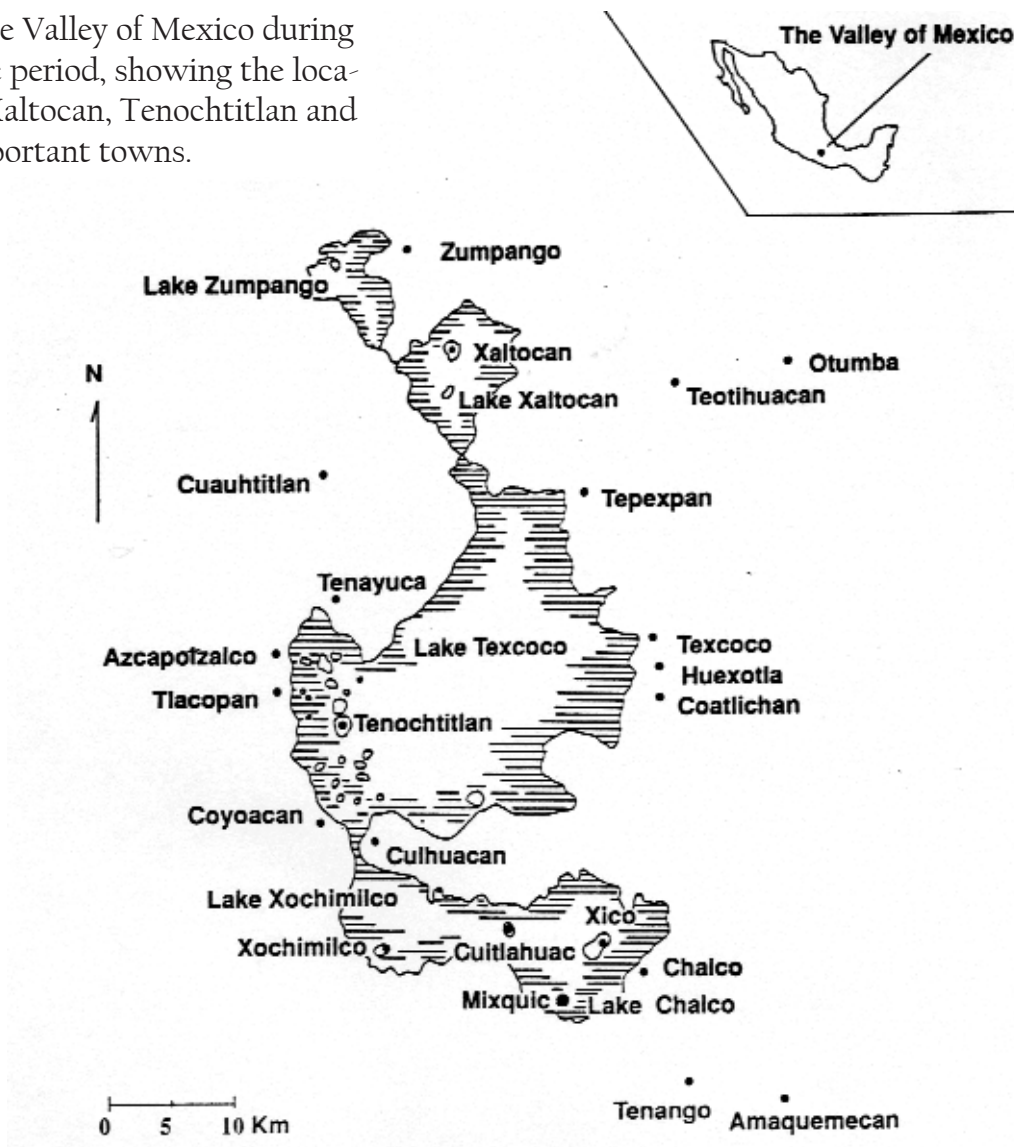 e Valley of Mexico during
e period, showing the loca-
Kaltocan, Tenochtitlan and
portant towns.
The Valley of Mexico
Zumpango
Lake Zumpango
Xaltocan
Otumba
N
Lake Xaltocan
Teotihuacan
Cuauhtitlan
Tepexpan
Tenayuca
Lake Texcoco
Texcoco
Azcapotzalco
Huexotla
Tlacopan
Coatlichan
Tenochtitlan
Coyoacan
Culhuacan
Lake Xochimilco
Xico
Xochimilco
Cuitlahuac
Chalco
Mixquic
Lake Chalco
Tenango
Amaquemecan
0 5 10 Km